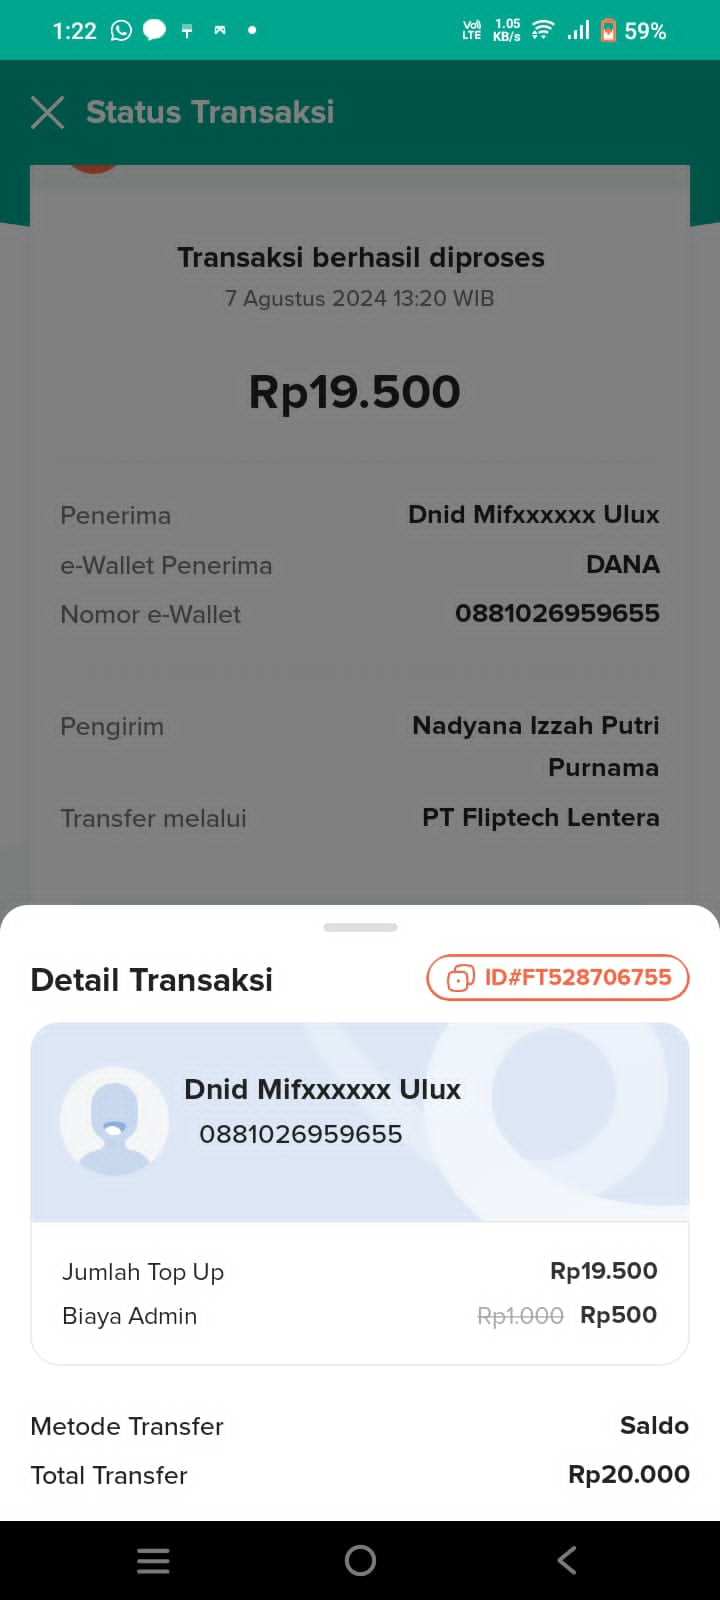 1:22
Vo)) LTE
1.05 KB/s
59%
Status Transaksi
Transaksi berhasil diproses
7 Agustus 2024 13:20 WIB
Rp19.500
Penerima Dnid Mifxxxxxx Ulux
e-Wallet Penerima DANA
Nomor e-Wallet 0881026959655
Pengirim Nadyana Izzah Putri
Purnama
Transfer melalui PT Fliptech Lentera
Detail Transaksi ID#FT528706755
Dnid Mifxxxxxx Ulux
0881026959655
Jumlah Top Up Rp19.500
Biaya Admin Rp1.000 Rp500
Metode Transfer Saldo
Total Transfer Rp20.000